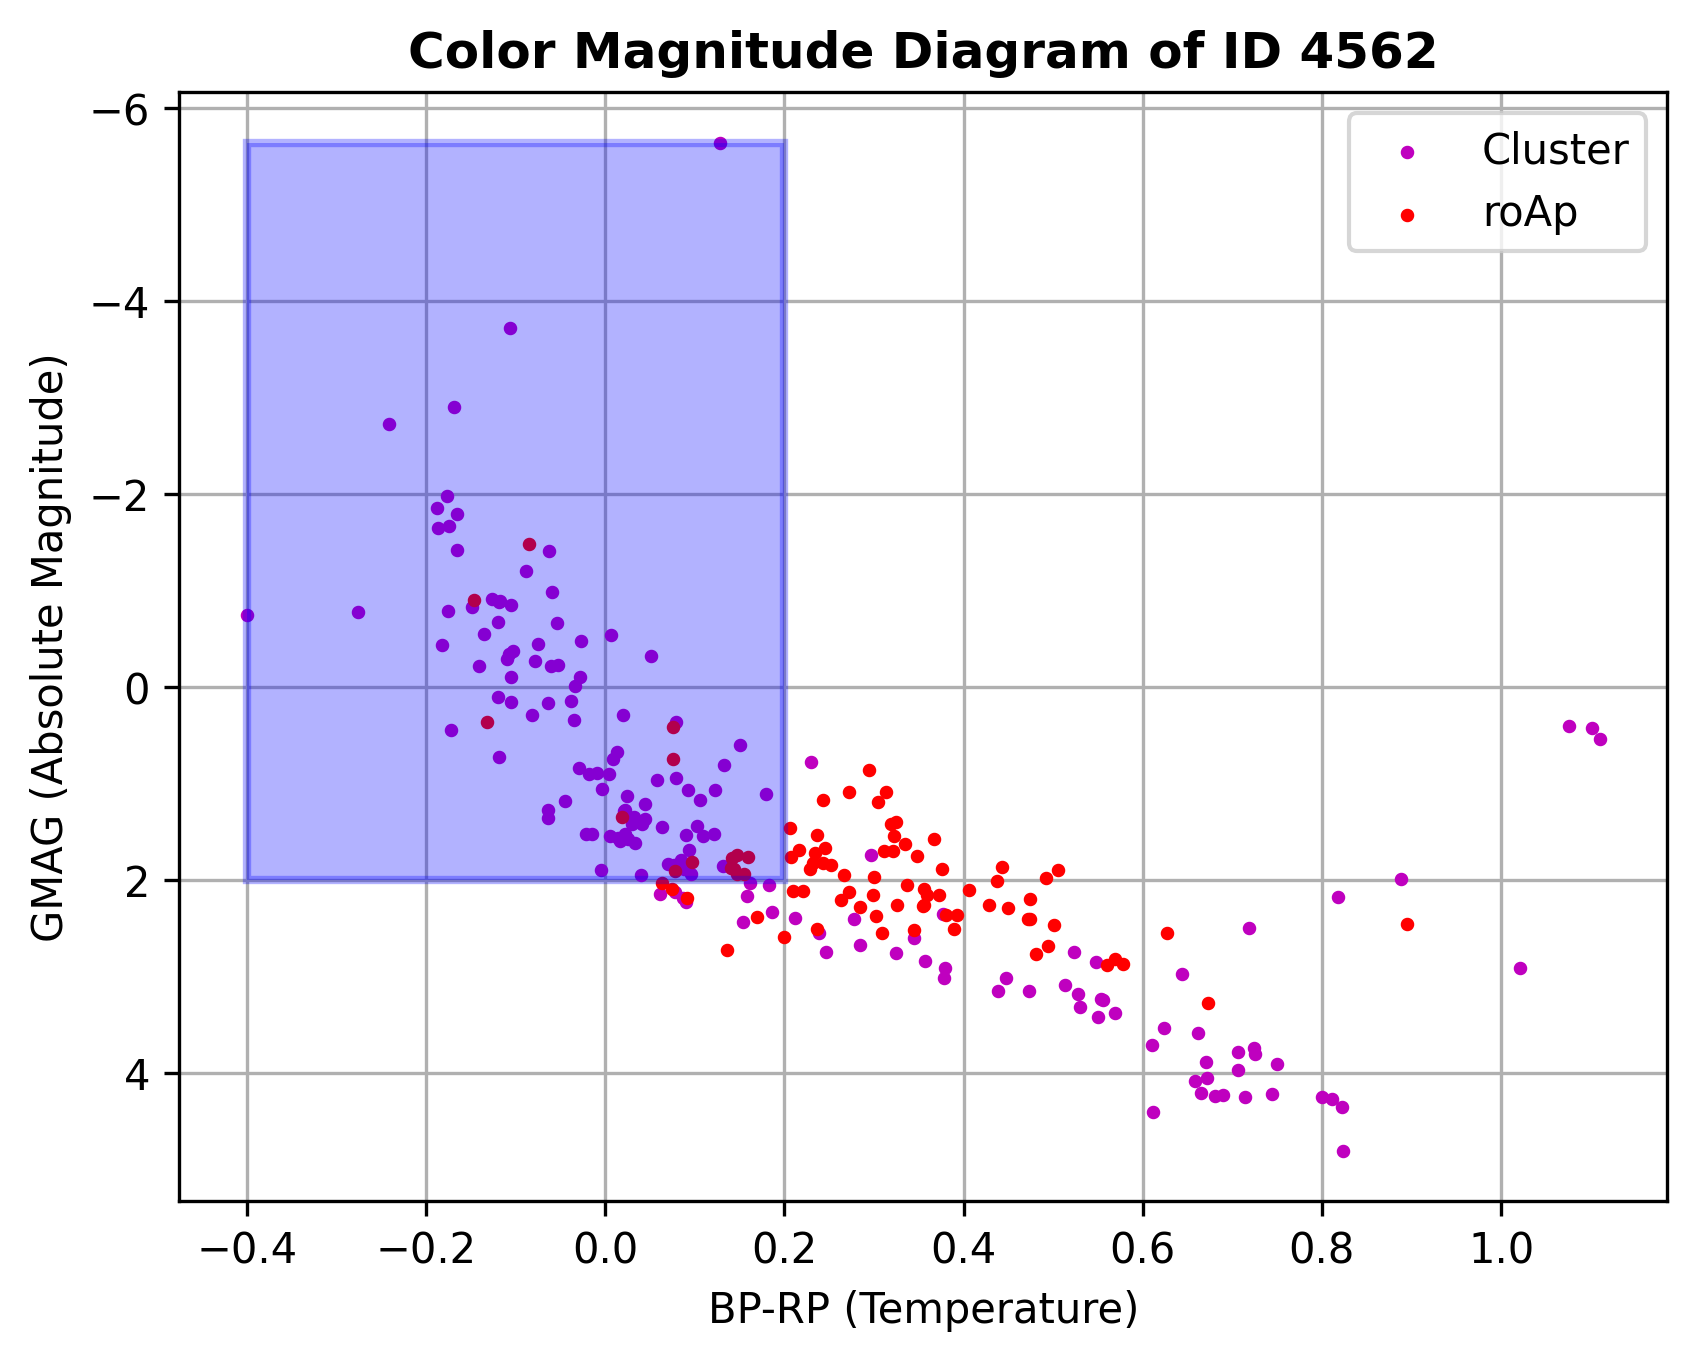 Color Magnitude Diagram of ID 4562
−6
−4
−2
0
2
4
GMAG (Absolute Magnitude)
Cluster
roAp
−0.4 −0.2 0.0 0.2 0.4 0.6 0.8 1.0
BP-RP (Temperature)